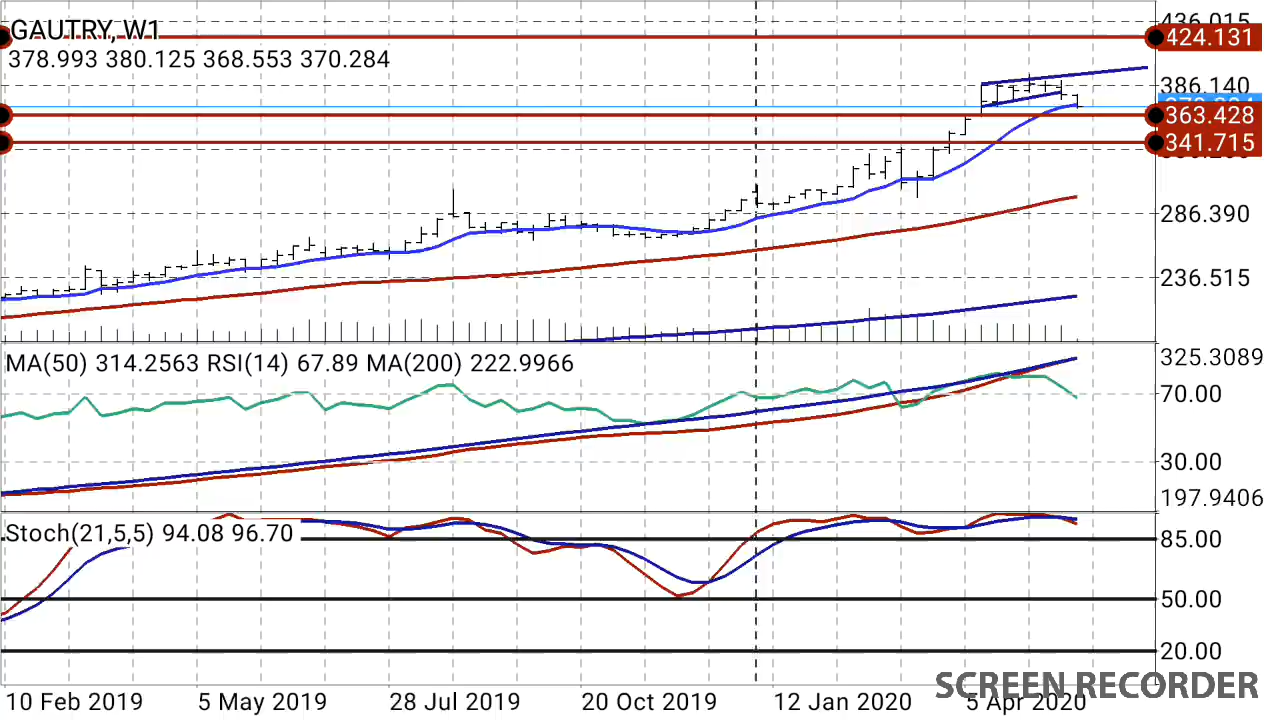 GAUTRY, W1
378.993 380.125 368.553 370.284
436.015
424.131
386.140
363.428
341.715
286.390
236.515
MA(50) 314.2563 RSI(14) 67.89 MA(200) 222.9966
325.3089
70.00
30.00
197.9406
Stoch(21,5,5) 94.08 96.70
85.00
50.00
20.00
10 Feb 2019 5 May 2019 28 Jul 2019 20 Oct 2019 12 Jan 2020 5 Apr 2020
SCREEN RECORDER